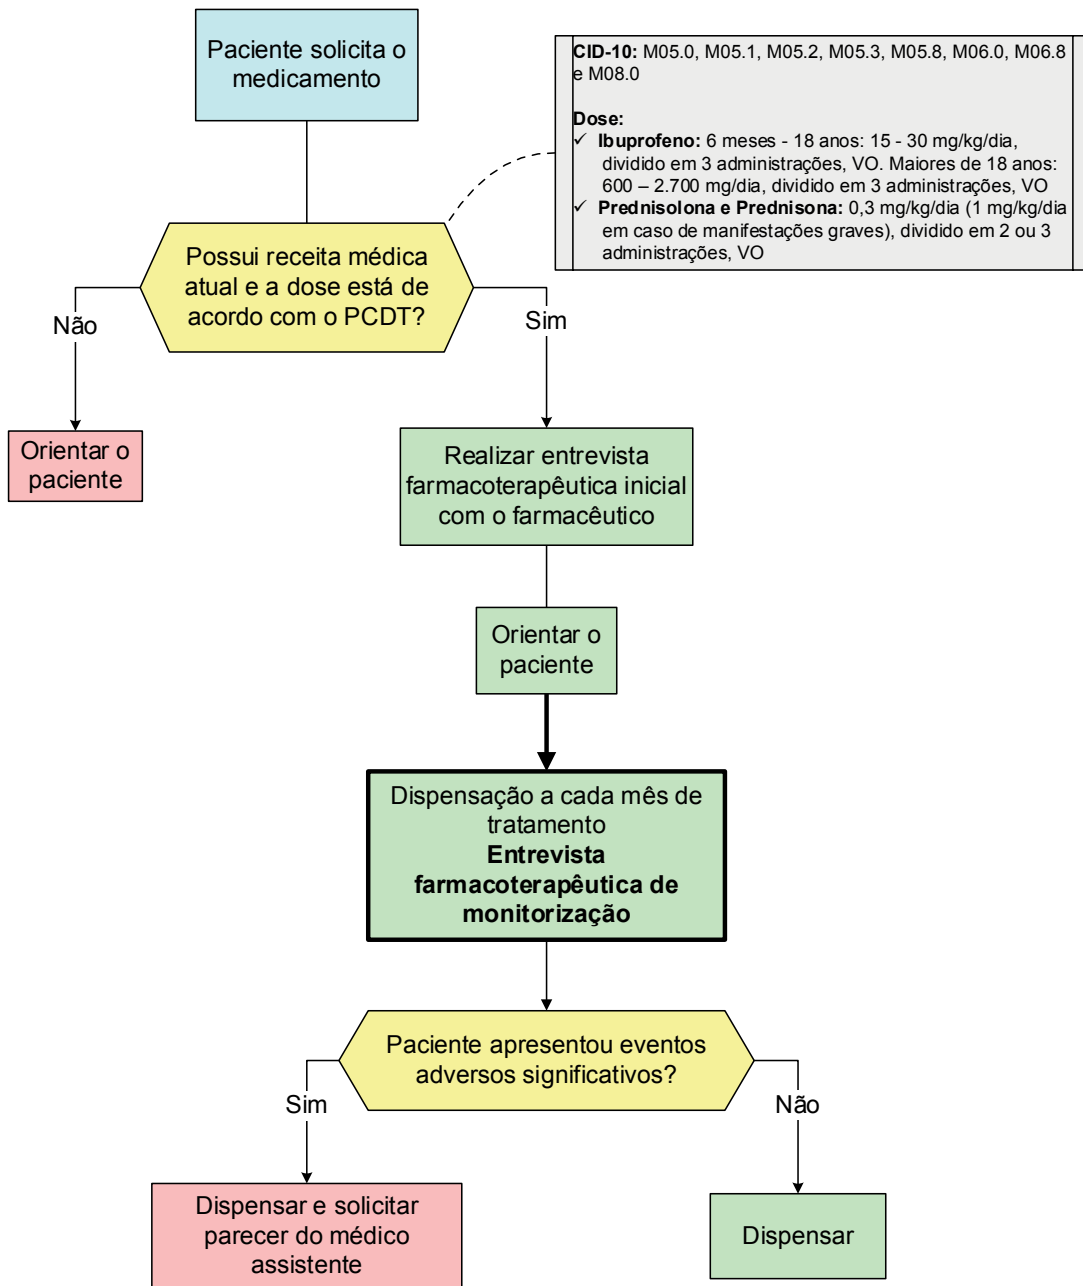 Paciente solicita o
medicamento
CID-10: M05.0, M05.1, M05.2, M05.3, M05.8, M06.0, M06.8
e M08.0
Dose:
✓ Ibuprofeno: 6 meses - 18 anos: 15 - 30 mg/kg/dia,
dividido em 3 administrações, VO. Maiores de 18 anos:
600 – 2.700 mg/dia, dividido em 3 administrações, VO
✓ Prednisolona e Prednisona: 0,3 mg/kg/dia (1 mg/kg/dia
em caso de manifestações graves), dividido em 2 ou 3
administrações, VO
Possui receita médica
atual e a dose está de
acordo com o PCDT?
Não
Sim
Orientar o
paciente
Realizar entrevista
farmacoterapêutica inicial
com o farmacêutico
Orientar o
paciente
Dispensação a cada mês de
tratamento
Entrevista
farmacoterapêutica de
monitorização
Paciente apresentou eventos
adversos significativos?
Sim
Não
Dispensar e solicitar
parecer do médico
assistente
Dispensar